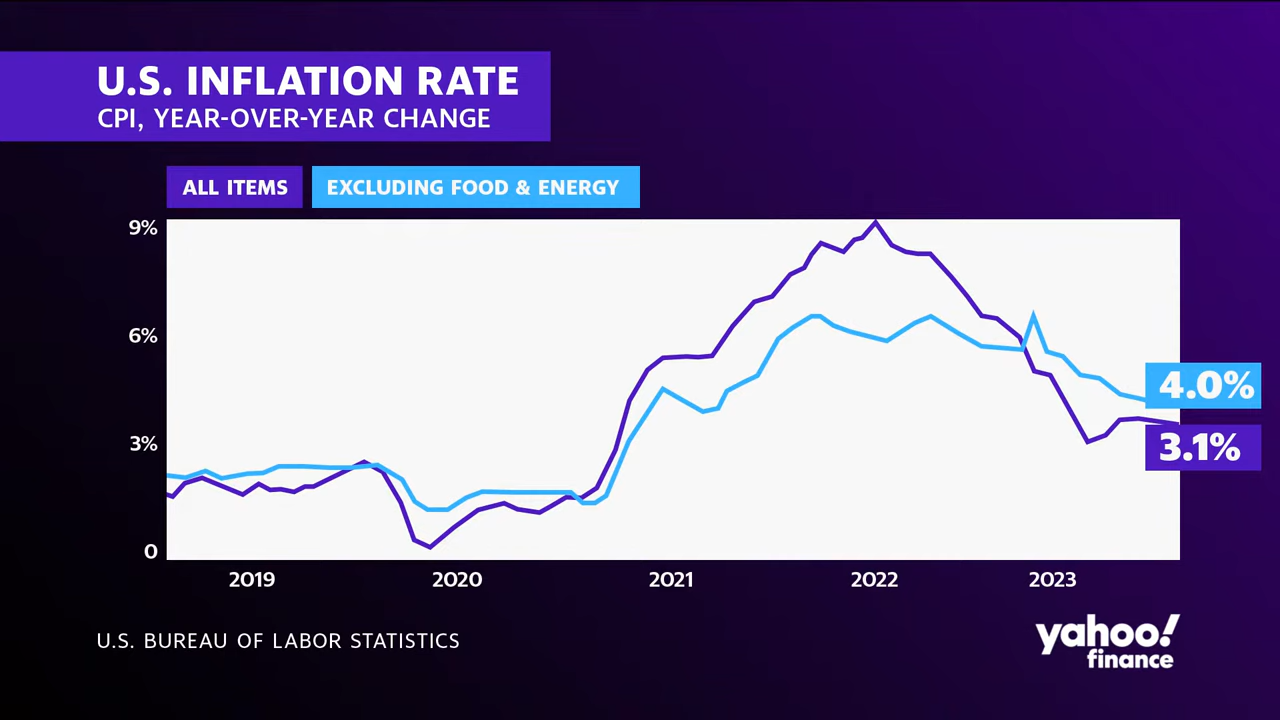 U.S. INFLATION RATE
CPI, YEAR-OVER-YEAR CHANGE
ALL ITEMS
EXCLUDING FOOD & ENERGY
9%
6%
3%
0
4.0%
3.1%
2019 2020 2021 2022 2023
U.S. BUREAU OF LABOR STATISTICS
yahoo!
finance